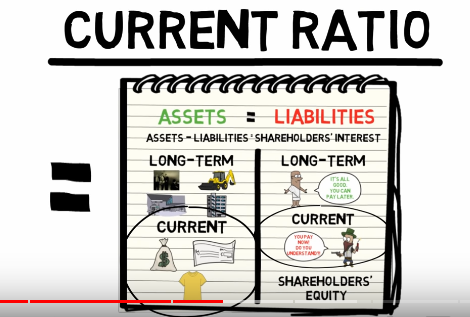 CURRENT RATIO
=
ASSETS = LIABILITIES
ASSETS - LIABILITIES = SHAREHOLDERS' INTEREST
LONG-TERM
LONG-TERM
IT'S ALL
GOOD.
YOU CAN
PAY LATER.
CURRENT
CURRENT
$
YOU PAY
NOW.
DO YOU
UNDERSTAND?!
SHAREHOLDERS'
EQUITY